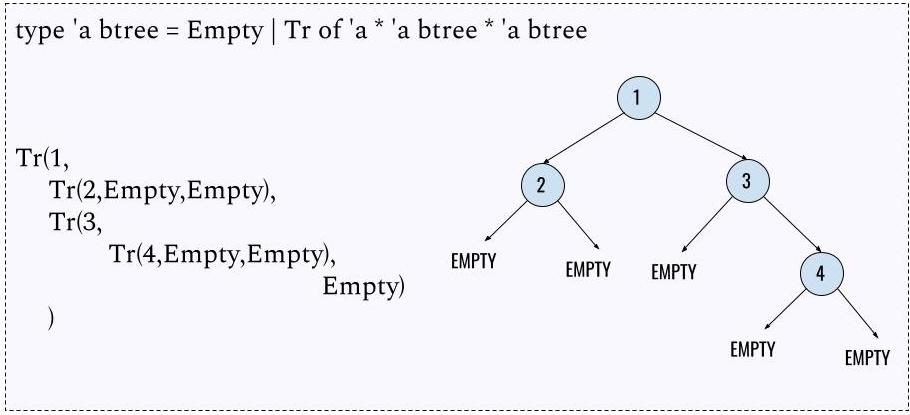 type 'a btree = Empty | Tr of 'a * 'a btree * 'a btree
Tr(1,
Tr(2,Empty,Empty),
Tr(3,
Tr(4,Empty,Empty),
Empty)
)
1
2
3
EMPTY
EMPTY
EMPTY
4
EMPTY
EMPTY